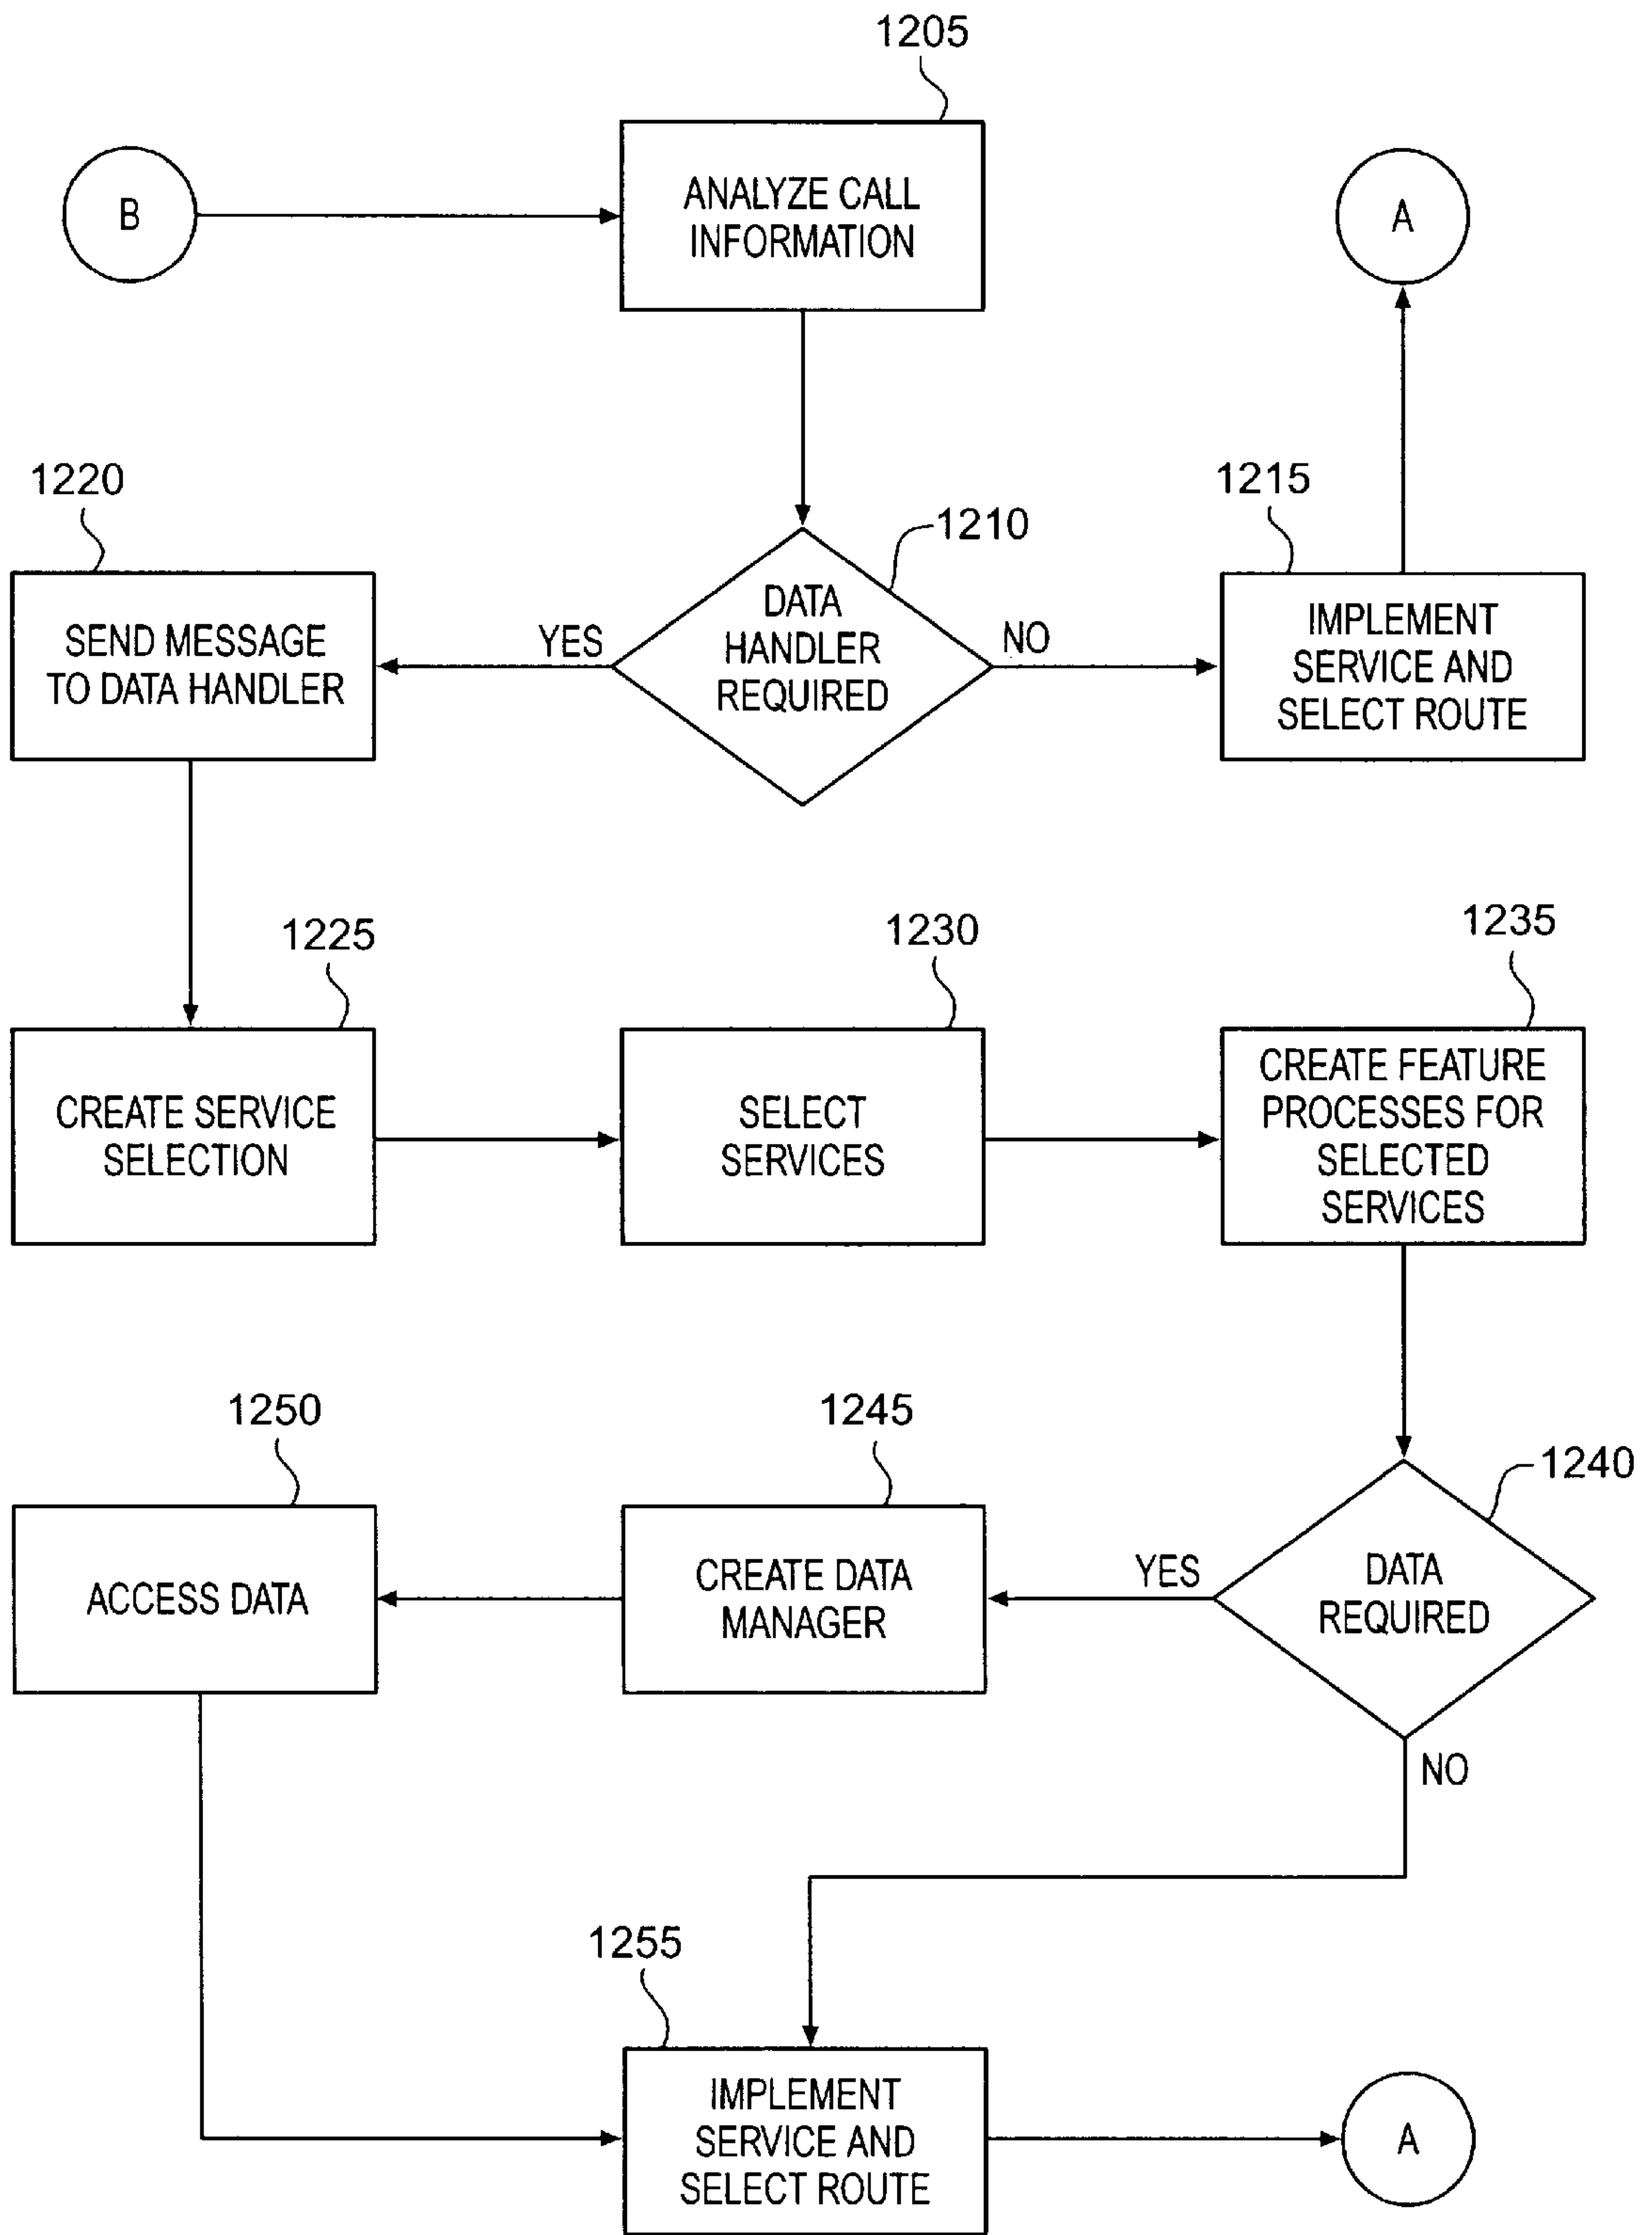 1205
B
ANALYZE CALL
INFORMATION
A
1220
1210
1215
SEND MESSAGE
TO DATA HANDLER
YES
DATA
HANDLER
REQUIRED
NO
IMPLEMENT
SERVICE AND
SELECT ROUTE
1225
1230
1235
CREATE SERVICE
SELECTION
SELECT
SERVICES
CREATE FEATURE
PROCESSES FOR
SELECTED
SERVICES
1250
1245
1240
ACCESS DATA
CREATE DATA
MANAGER
YES
DATA
REQUIRED
NO
1255
IMPLEMENT
SERVICE AND
SELECT ROUTE
A